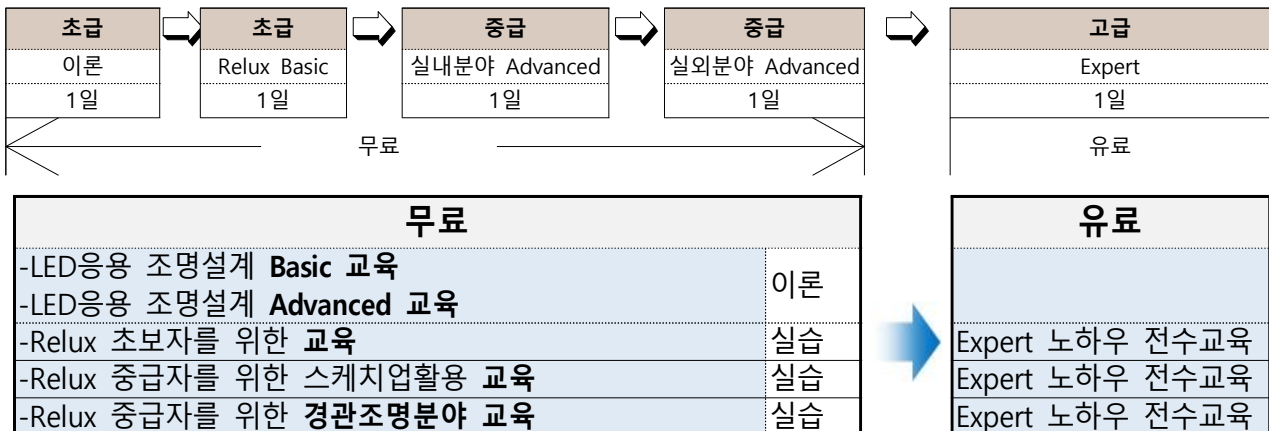 초급 초급 중급 중급 고급
이론 Relux Basic 실내분야 Advanced 실외분야 Advanced Expert
1일 1일 1일 1일 1일
무료 유료
무료 유료
-LED응용 조명설계 Basic 교육
이론
-LED응용 조명설계 Advanced 교육
-Relux 초보자를 위한 교육 실습 Expert 노하우 전수교육
-Relux 중급자를 위한 스케치업활용 교육 실습 Expert 노하우 전수교육
-Relux 중급자를 위한 경관조명분야 교육 실습 Expert 노하우 전수교육